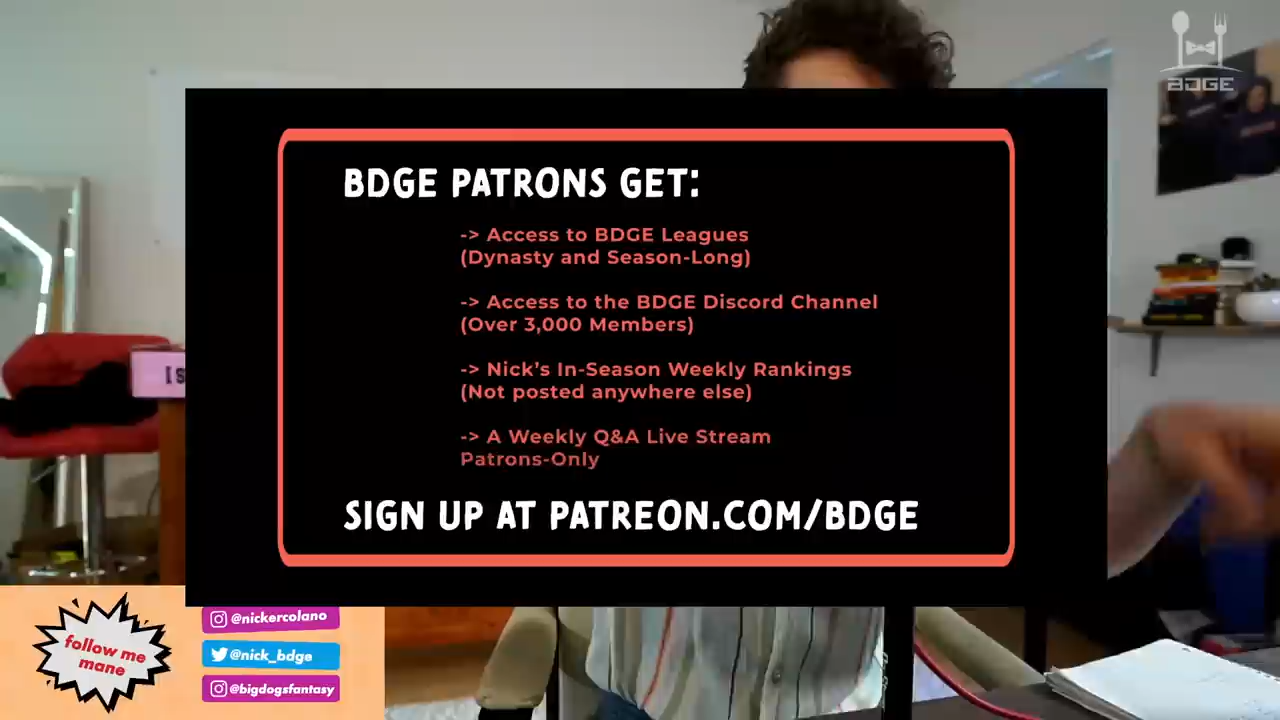 BDGE
BDGE PATRONS GET:
-> Access to BDGE Leagues
(Dynasty and Season-Long)
-> Access to the BDGE Discord Channel
(Over 3,000 Members)
-> Nick's In-Season Weekly Rankings
(Not posted anywhere else)
-> A Weekly Q&A Live Stream
Patrons-Only
SIGN UP AT PATREON.COM/BDGE
follow me
mane
@nickercolano
@nick_bdge
@bigdogsfantasy